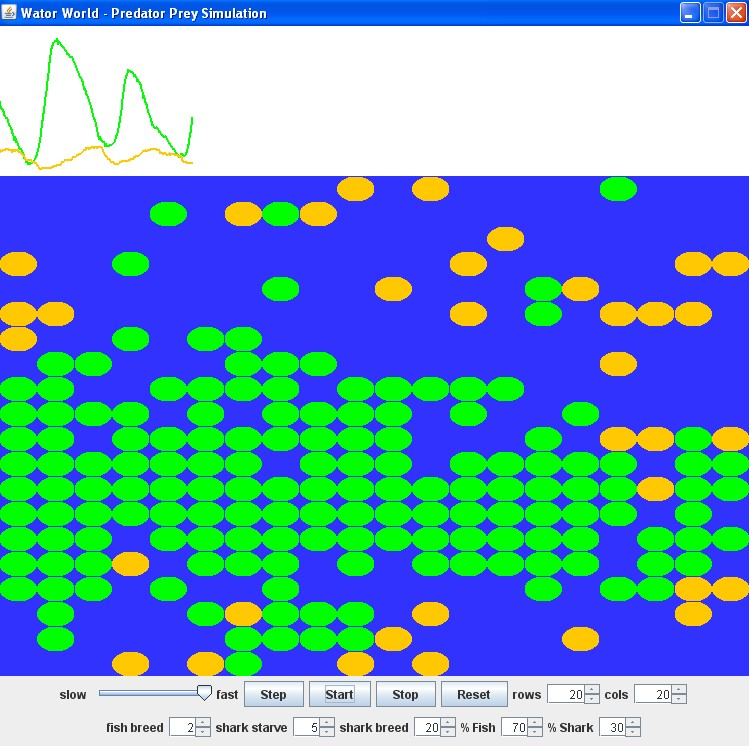 Wator World - Predator Prey Simulation
slow fast Step Start Stop Reset rows 20 cols 20
fish breed 2 shark starve 5 shark breed 20 % Fish 70 % Shark 30